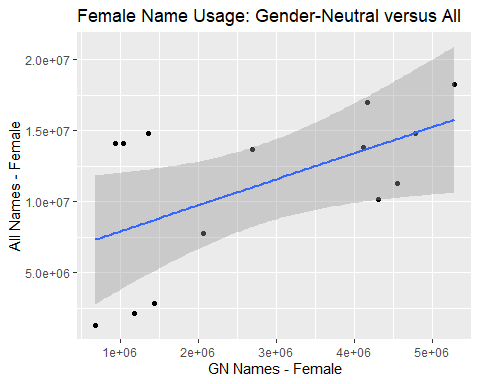 Female Name Usage: Gender-Neutral versus All
All Names - Female
2.0e+07
1.5e+07
1.0e+07
5.0e+06
1e+06 2e+06 3e+06 4e+06 5e+06
GN Names - Female